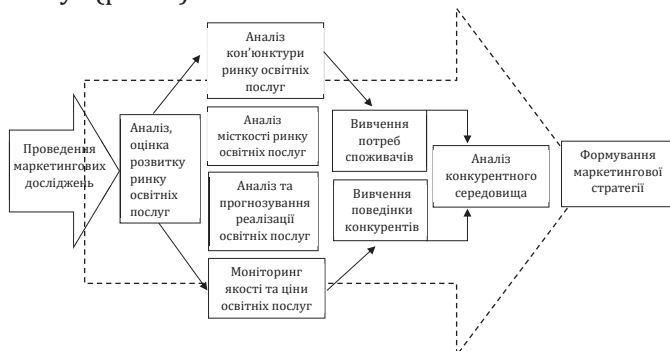 Проведення
маркетингових
досліджень
Аналіз,
оцінка
розвитку
ринку
освітніх
послуг
Аналіз
кон’юнктури
ринку освітніх
послуг
Аналіз
місткості ринку
освітніх послуг
Аналіз та
прогнозування
реалізації
освітніх послуг
Моніторинг
якості та ціни
освітніх послуг
Вивчення
потреб
споживачів
Вивчення
поведінки
конкурентів
Аналіз
конкурентного
середовища
Формування
маркетингової
стратегії